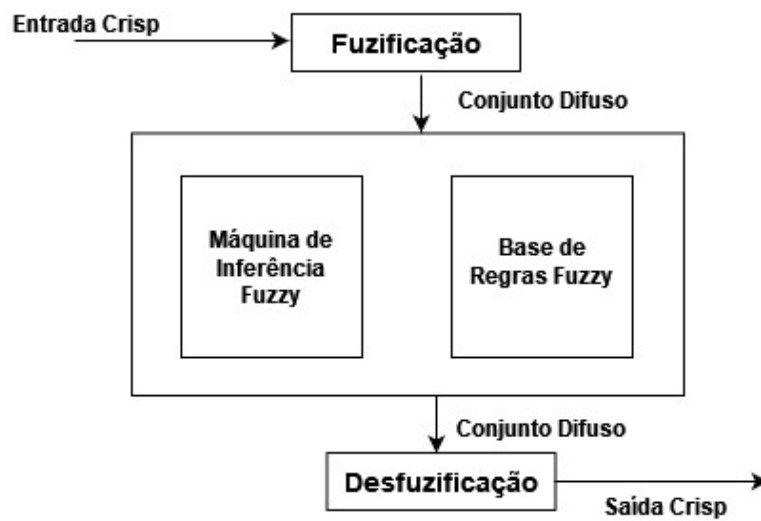 Entrada Crisp
Fuzificação
Conjunto Difuso
Máquina de
Inferência
Fuzzy
Base de
Regras Fuzzy
Conjunto Difuso
Desfuzificação
Saída Crisp